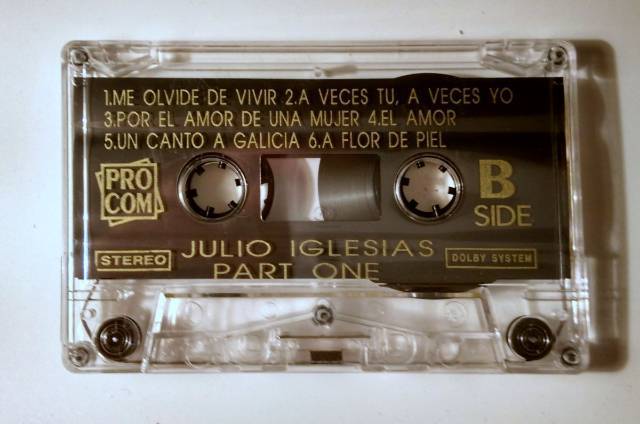 1.ME OLVIDE DE VIVIR 2.A VECES TU, A VECES YO
3.POR EL AMOR DE UNA MUJER 4.EL AMOR
5.UN CANTO A GALICIA 6.A FLOR DE PIEL
PRO
COM
B
SIDE
STEREO
JULIO IGLESIAS
DOLBY SYSTEM
PART ONE